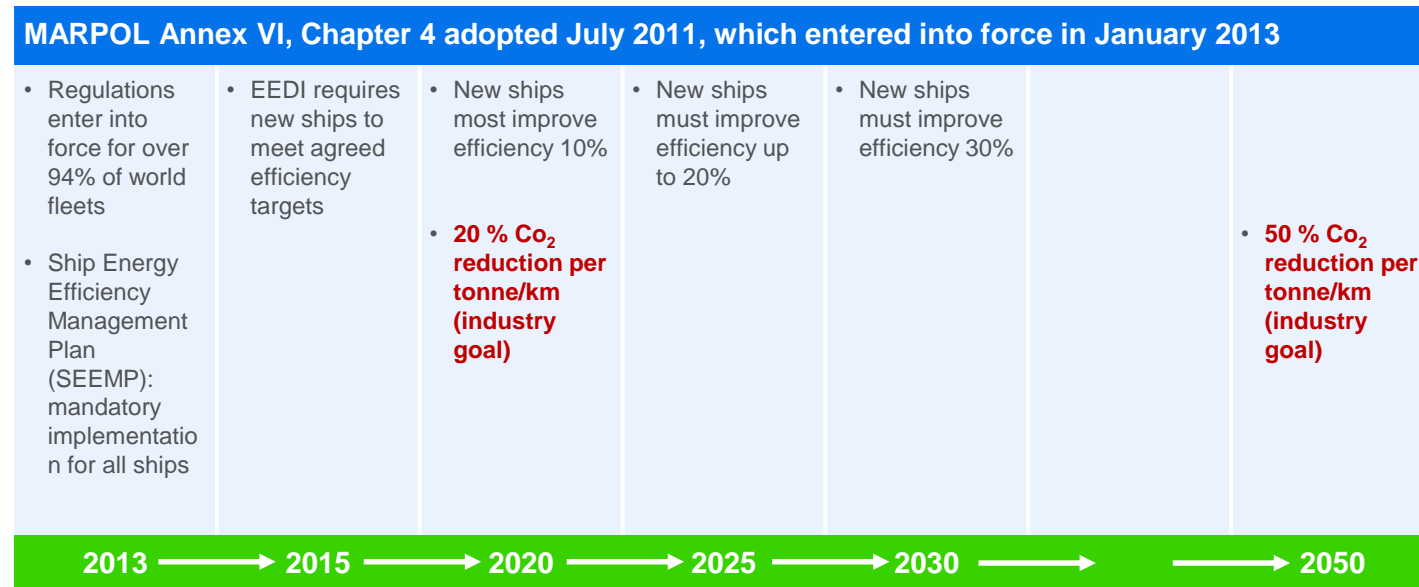 MARPOL Annex VI, Chapter 4 adopted July 2011, which entered into force in January 2013
• Regulations
enter into
force for over
94% of world
fleets
• Ship Energy
Efficiency
Management
Plan
(SEEMP):
mandatory
implementatio
n for all ships
• EEDI requires
new ships to
meet agreed
efficiency
targets
• New ships
most improve
efficiency 10%
• 20 % Co₂
reduction per
tonne/km
(industry
goal)
• New ships
must improve
efficiency up
to 20%
• New ships
must improve
efficiency 30%
• 50 % Co₂
reduction per
tonne/km
(industry
goal)
2013 2015 2020 2025 2030 2050